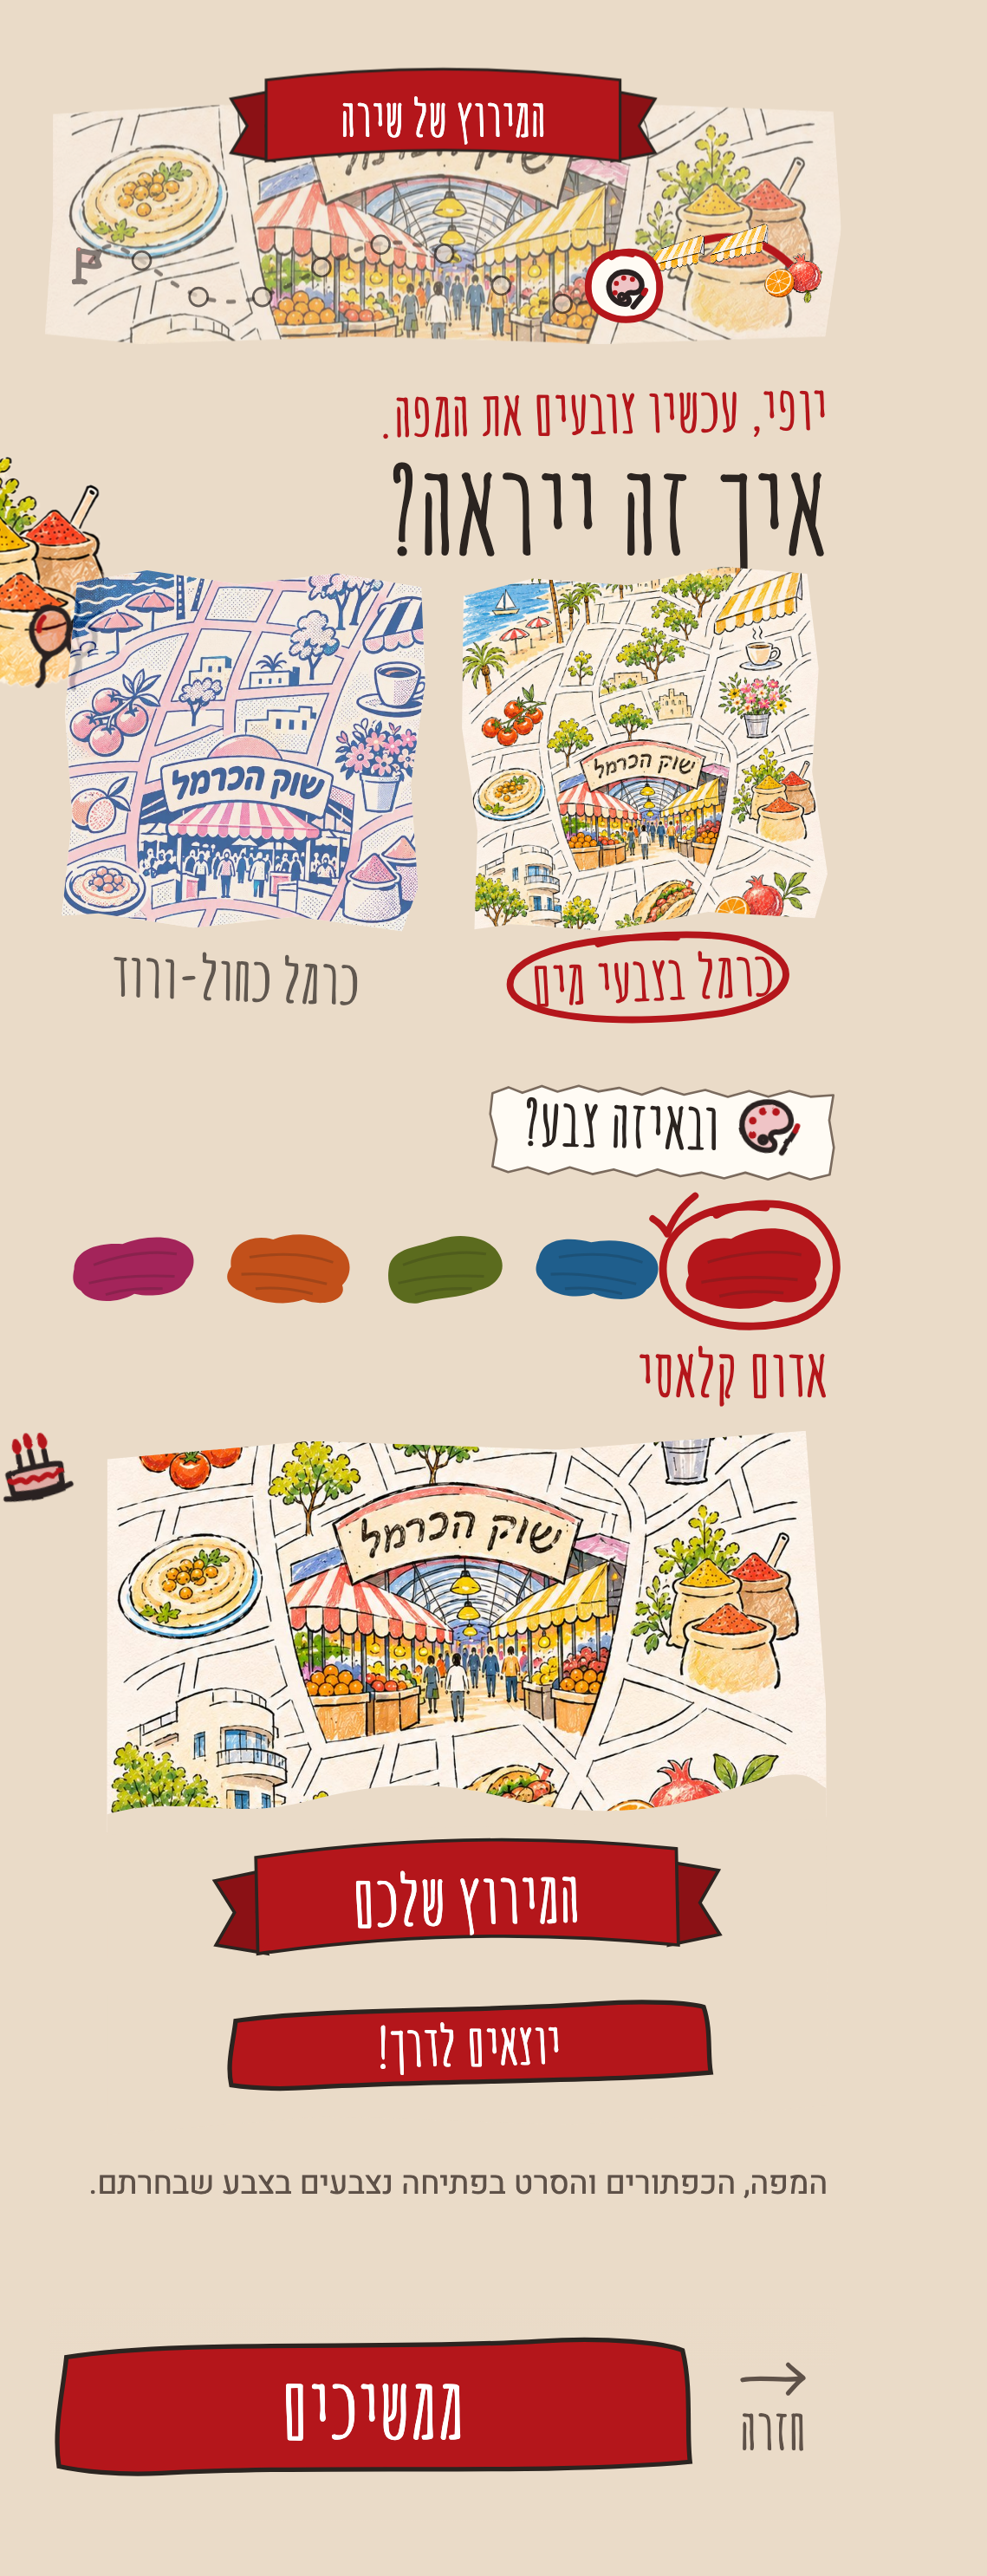 המירוץ של שירה
יופי, עכשיו צובעים את המפה.
איך זה ייראה?
שוק הכרמל
שוק הכרמל
כרמל בצבעי מים
כרמל כחול-ורוד
ובאיזה צבע?
אדום קלאסי
שוק הכרמל
המירוץ שלכם
יוצאים לדרך!
המפה, הכפתורים והסרט בפתיחה נצבעים בצבע שבחרתם.
חזרה
ממשיכים